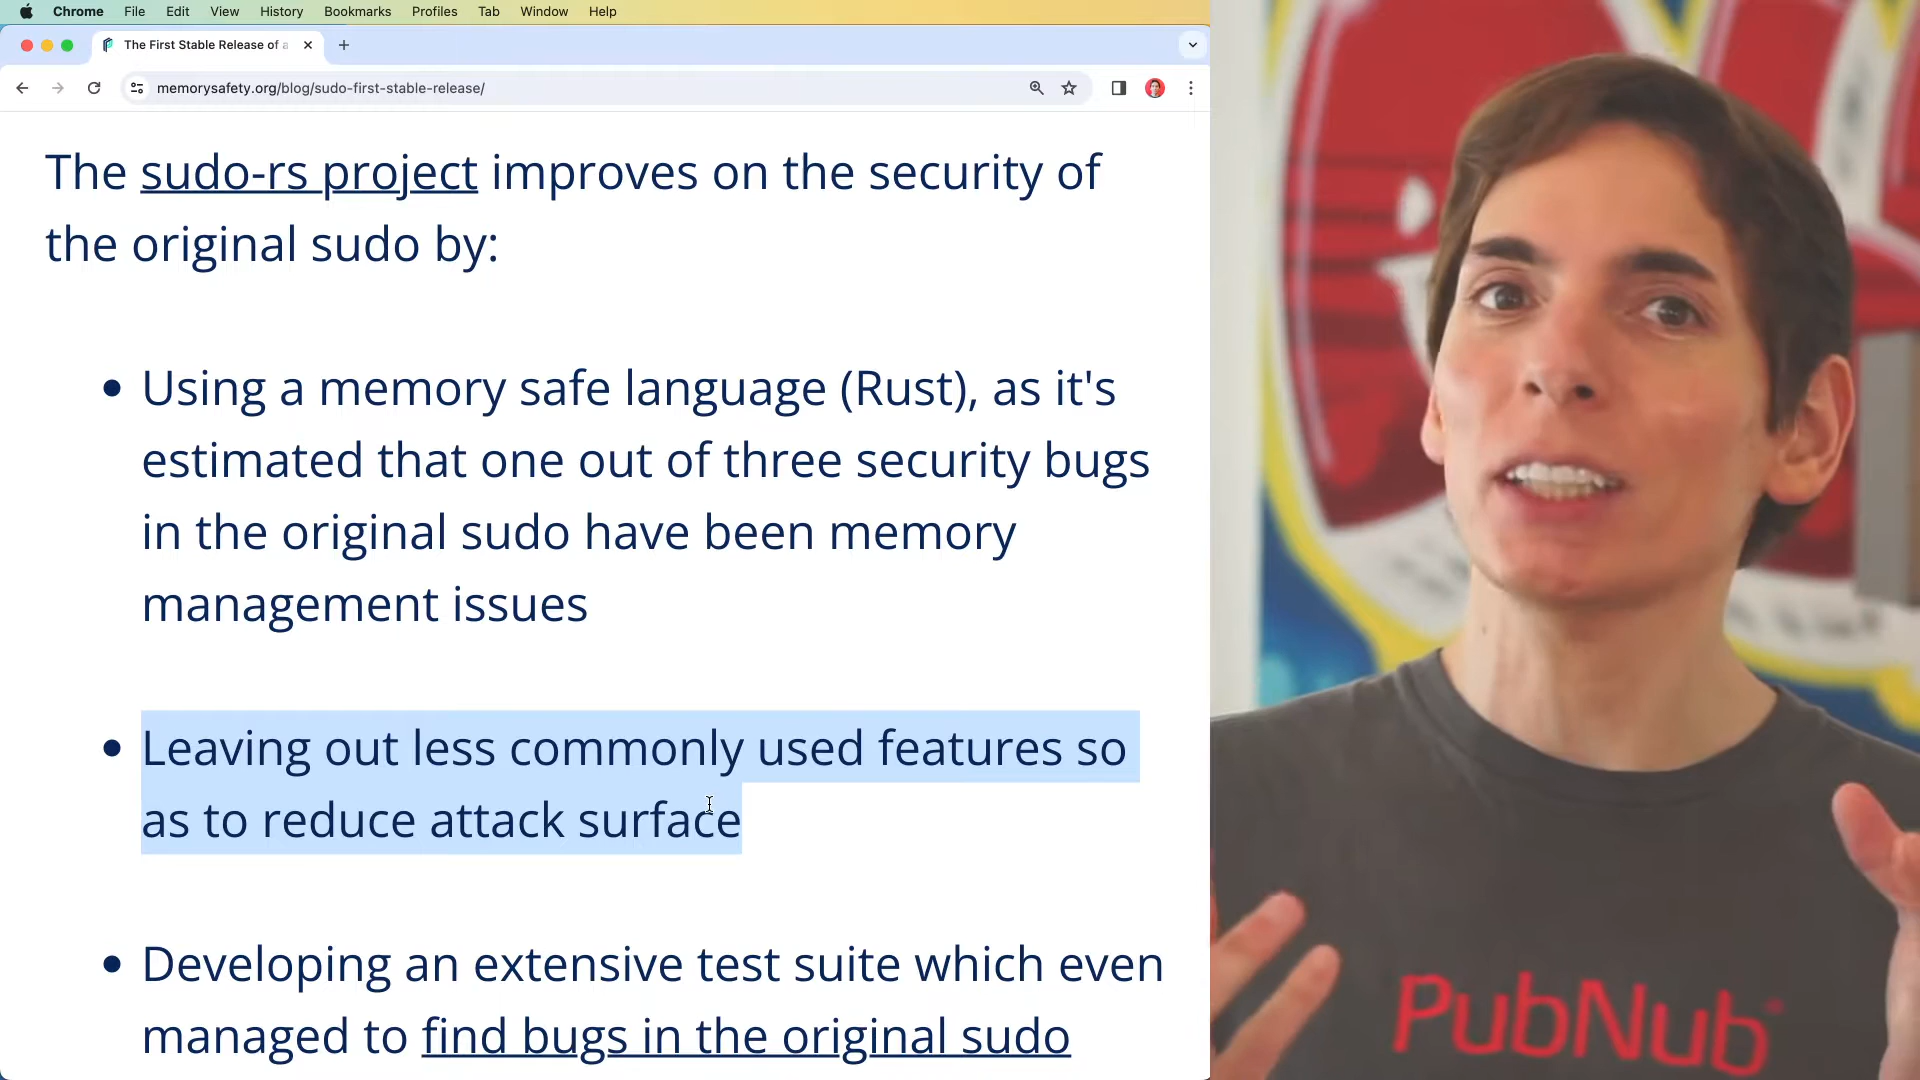 Chrome File Edit View History Bookmarks Profiles Tab Window Help
The First Stable Release of a
memorysafety.org/blog/sudo-first-stable-release/
The sudo-rs project improves on the security of
the original sudo by:
• Using a memory safe language (Rust), as it's
estimated that one out of three security bugs
in the original sudo have been memory
management issues
• Leaving out less commonly used features so
as to reduce attack surface
• Developing an extensive test suite which even
managed to find bugs in the original sudo
PubNub